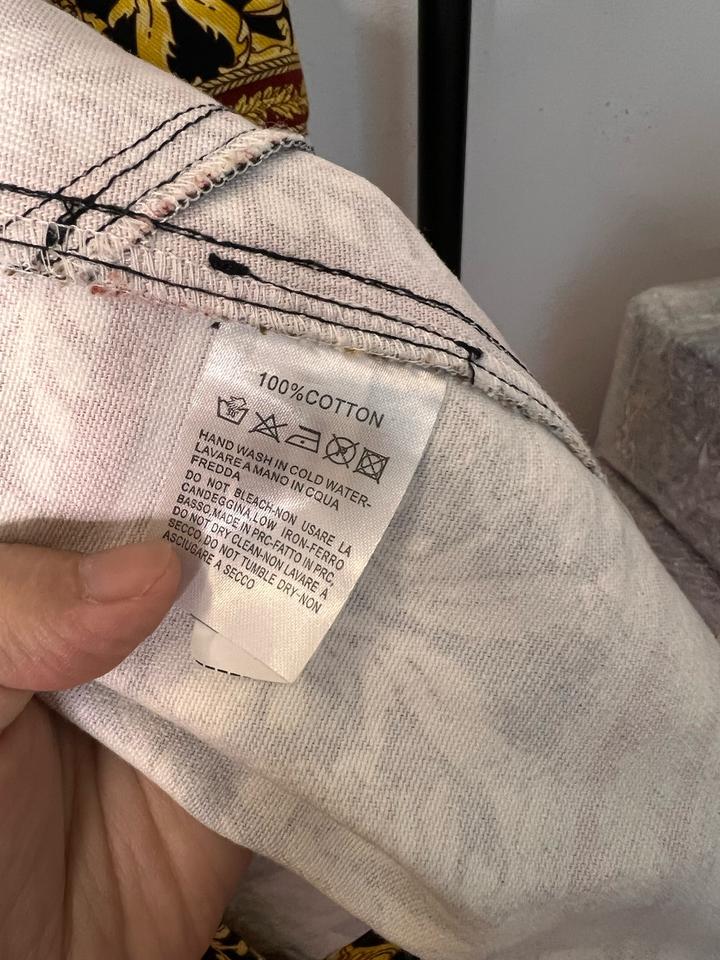 100%COTTON
HAND WASH IN COLD WATER-
LAVARE A MANO IN CQUA
FREDDA
DO NOT BLEACH-NON USARE LA
CANDEGGINA,LOW IRON-FERRO
BASSO,MADE IN PRC-FATTO IN PRC,
DO NOT DRY CLEAN-NON LAVARE A
SECCO,DO NOT TUMBLE DRY-NON
ASCIUGARE A SECCO